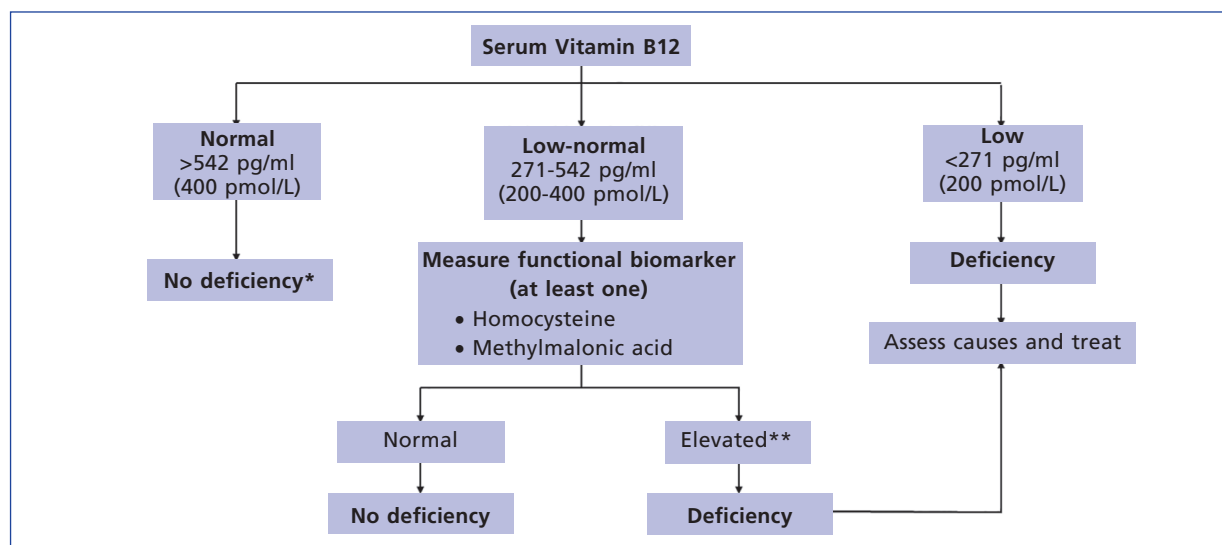 Serum Vitamin B12
Normal
>542 pg/ml
(400 pmol/L)
Low-normal
271-542 pg/ml
(200-400 pmol/L)
Low
<271 pg/ml
(200 pmol/L)
No deficiency*
Measure functional biomarker
(at least one)
• Homocysteine
• Methylmalonic acid
Deficiency
Assess causes and treat
Normal
Elevated**
No deficiency
Deficiency